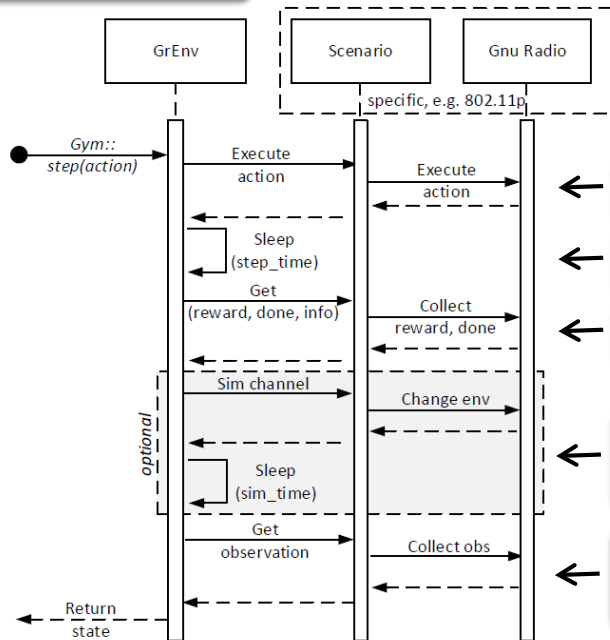 GrEnv
Scenario
Gnu Radio
specific, e.g. 802.11p
Gym::
step(action)
Execute
action
Execute
action
Sleep
(step_time)
Get
(reward, done, info)
Collect
reward, done
Sim channel
Change env
optional
Sleep
(sim_time)
Get
observation
Collect obs
Return
state